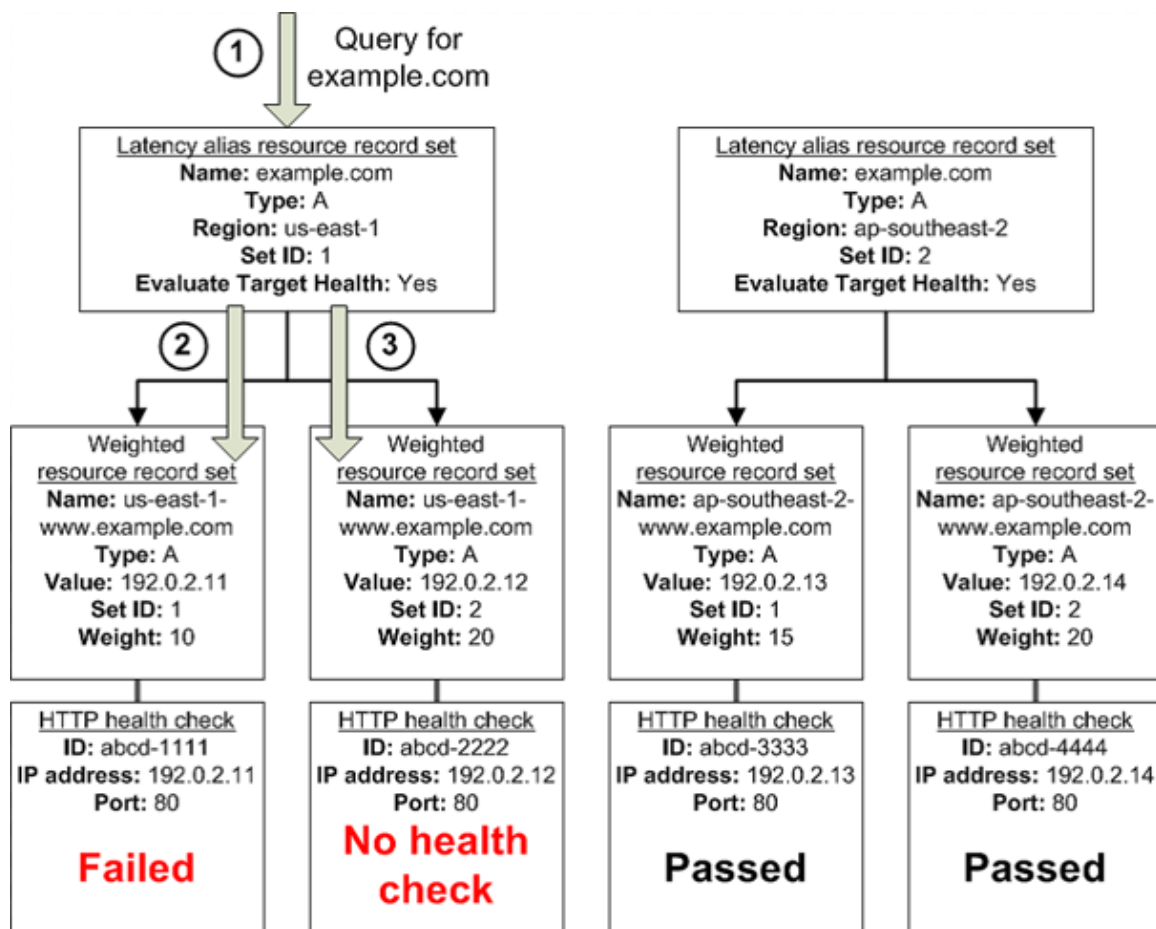 1
Query for
example.com
Latency alias resource record set
Name: example.com
Type: A
Region: us-east-1
Set ID: 1
Evaluate Target Health: Yes
Latency alias resource record set
Name: example.com
Type: A
Region: ap-southeast-2
Set ID: 2
Evaluate Target Health: Yes
2
3
Weighted
resource record set
Name: us-east-1-
www.example.com
Type: A
Value: 192.0.2.11
Set ID: 1
Weight: 10
Weighted
resource record set
Name: us-east-1-
www.example.com
Type: A
Value: 192.0.2.12
Set ID: 2
Weight: 20
Weighted
resource record set
Name: ap-southeast-2-
www.example.com
Type: A
Value: 192.0.2.13
Set ID: 1
Weight: 15
Weighted
resource record set
Name: ap-southeast-2-
www.example.com
Type: A
Value: 192.0.2.14
Set ID: 2
Weight: 20
HTTP health check
ID: abcd-1111
IP address: 192.0.2.11
Port: 80
Failed
HTTP health check
ID: abcd-2222
IP address: 192.0.2.12
Port: 80
No health
check
HTTP health check
ID: abcd-3333
IP address: 192.0.2.13
Port: 80
Passed
HTTP health check
ID: abcd-4444
IP address: 192.0.2.14
Port: 80
Passed